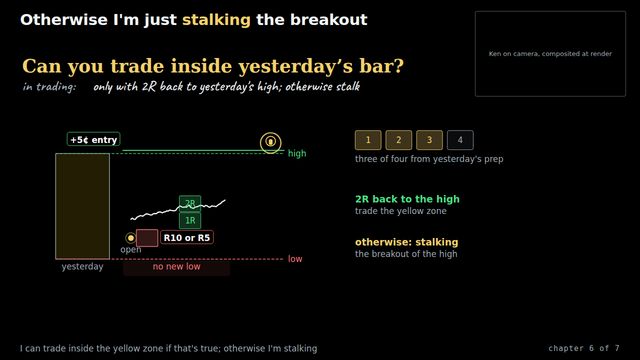 Otherwise I'm just stalking the breakout
Ken on camera, composited at render
Can you trade inside yesterday's bar?
in trading: only with 2R back to yesterday's high; otherwise stalk
+5¢ entry
high
2R
1R
R10 or R5
open
low
yesterday
no new low
1 2 3 4
three of four from yesterday's prep
2R back to the high
trade the yellow zone
otherwise: stalking
the breakout of the high
I can trade inside the yellow zone if that's true; otherwise I'm stalking
chapter 6 of 7